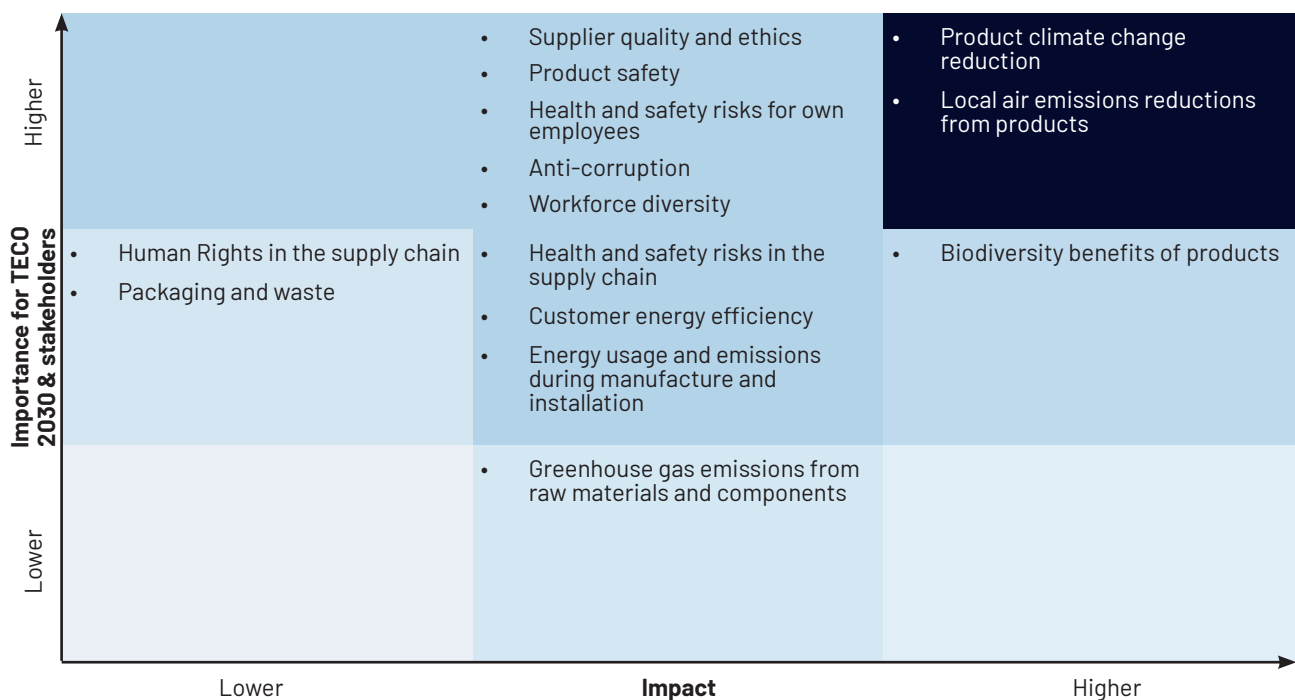 Higher
Importance for TECO
2030 & stakeholders
Lower
• Supplier quality and ethics
• Product safety
• Health and safety risks for own
employees
• Anti-corruption
• Workforce diversity
• Product climate change
reduction
• Local air emissions reductions
from products
• Human Rights in the supply chain
• Packaging and waste
• Health and safety risks in the
supply chain
• Customer energy efficiency
• Energy usage and emissions
during manufacture and
installation
• Biodiversity benefits of products
• Greenhouse gas emissions from
raw materials and components
Lower
Impact
Higher